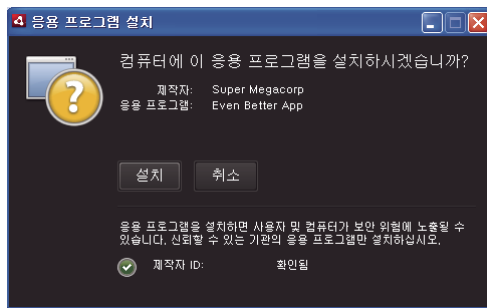 응용 프로그램 설치
컴퓨터에 이 응용 프로그램을 설치하시겠습니까?
제작자: Super Megacorp
응용 프로그램: Even Better App
설치 취소
응용 프로그램을 설치하면 사용자 및 컴퓨터가 보안 위험에 노출될 수
있습니다. 신뢰할 수 있는 기관의 응용 프로그램만 설치하십시오.
제작자 ID: 확인됨